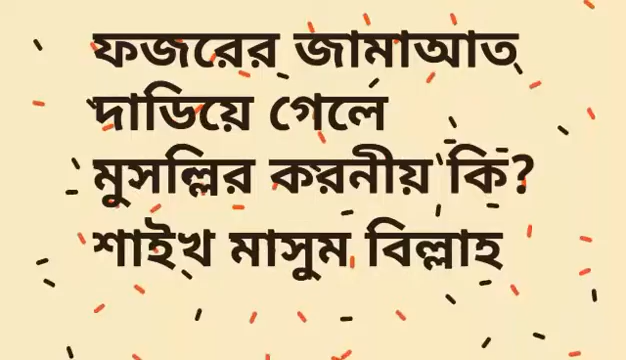 ফজরের জামাআত
দাডিয়ে গেলে
মুসল্লির করনীয় কি?
শাইখ মাসুম বিল্লাহ